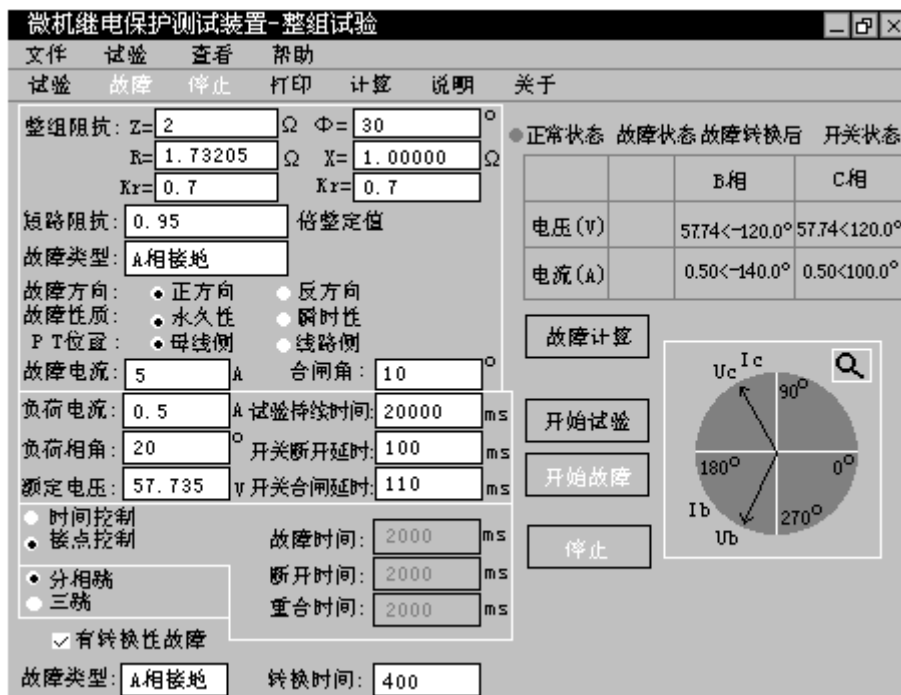 微机继电保护测试装置-整组试验
文件 试验 查看 帮助
试验 故障 停止 打印 计算 说明 关于
整组阻抗: Z= 2 Ω Φ= 30 °
R= 1.73205 Ω X= 1.00000 Ω
Kr= 0.7 Kr= 0.7
短路阻抗: 0.95 倍整定值
故障类型: A相接地
故障方向: 正方向 反方向
故障性质: 永久性 瞬时性
PT位置: 母线侧 线路侧
故障电流: 5 A 合闸角: 10 °
负荷电流: 0.5 A 试验持续时间: 20000 ms
负荷相角: 20 ° 开关断开延时: 100 ms
额定电压: 57.735 V 开关合闸延时: 110 ms
时间控制
接点控制
故障时间: 2000 ms
分相跳
断开时间: 2000 ms
三跳
重合时间: 2000 ms
有转换性故障
故障类型: A相接地 转换时间: 400
正常状态 故障状态 故障转换后 开关状态
B相 C相
电压(V) 57.74<-120.0° 57.74<120.0°
电流(A) 0.50<-140.0° 0.50<100.0°
故障计算
开始试验
开始故障
停止
Uc Ic
90°
180° 0°
Ib 270°
Ub